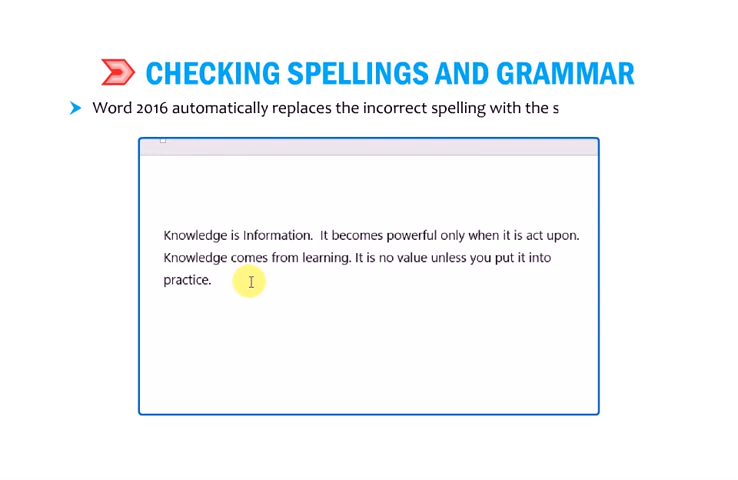 CHECKING SPELLINGS AND GRAMMAR
Word 2016 automatically replaces the incorrect spelling with the s
Knowledge is Information.  It becomes powerful only when it is act upon.
Knowledge comes from learning. It is no value unless you put it into
practice.